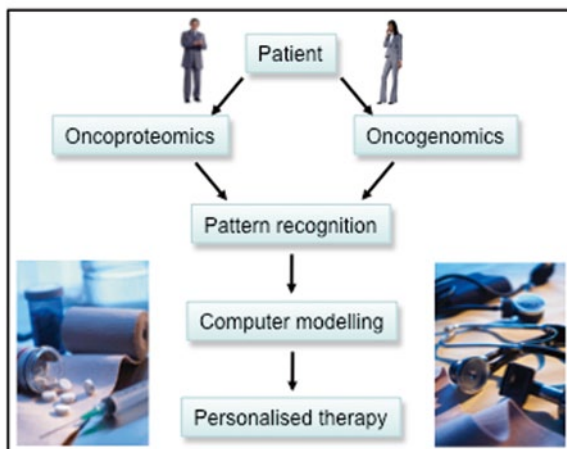 Patient
Oncoproteomics
Oncogenomics
Pattern recognition
Computer modelling
Personalised therapy